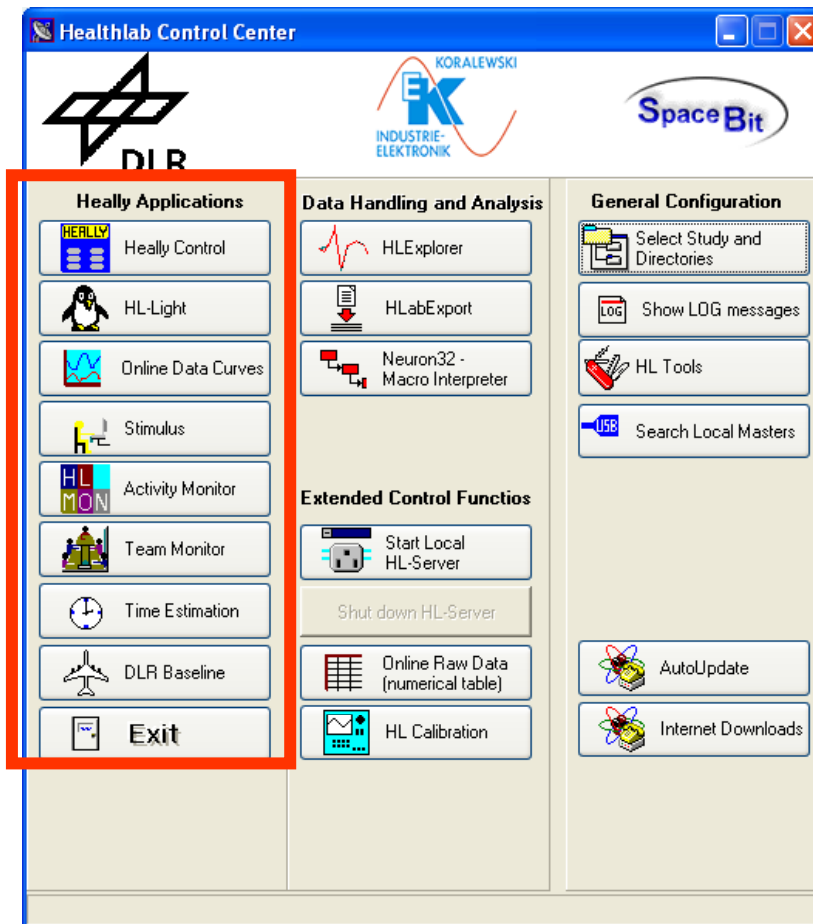 Healthlab Control Center
DLR
KORALEWSKI
EK
INDUSTRIE-
ELEKTRONIK
SpaceBit
Heally Applications
HEALLY
Heally Control
HL-Light
Online Data Curves
Stimulus
HL
MON
Activity Monitor
Team Monitor
Time Estimation
DLR Baseline
Exit
Data Handling and Analysis
HLExplorer
HLabExport
Neuron32 -
Macro Interpreter
Extended Control Functios
Start Local
HL-Server
Shut down HL-Server
Online Raw Data
(numerical table)
HL Calibration
General Configuration
Select Study and
Directories
LOG
Show LOG messages
HL Tools
USB
Search Local Masters
AutoUpdate
Internet Downloads